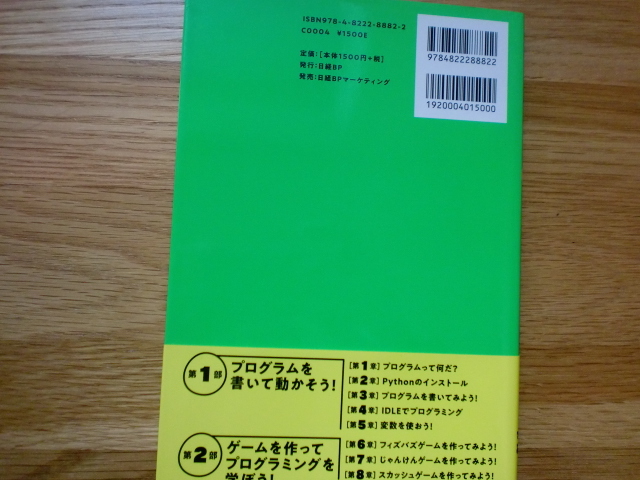 ISBN978-4-8222-8882-2
C0004 ¥1500E
定価：[本体1500円+税]
発行：日経BP
発売：日経BPマーケティング
9784822288822
1920004015000
第1部
プログラムを
書いて動かそう！
[第1章] プログラムって何だ？
[第2章] Pythonのインストール
[第3章] プログラムを書いてみよう！
[第4章] IDLEでプログラミング
[第5章] 変数を使おう！
第2部
ゲームを作って
プログラミングを
学ぼう！
[第6章] フィズバズゲームを作ってみよう！
[第7章] じゃんけんゲームを作ってみよう！
[第8章] スカッシュゲームを作ってみよう！